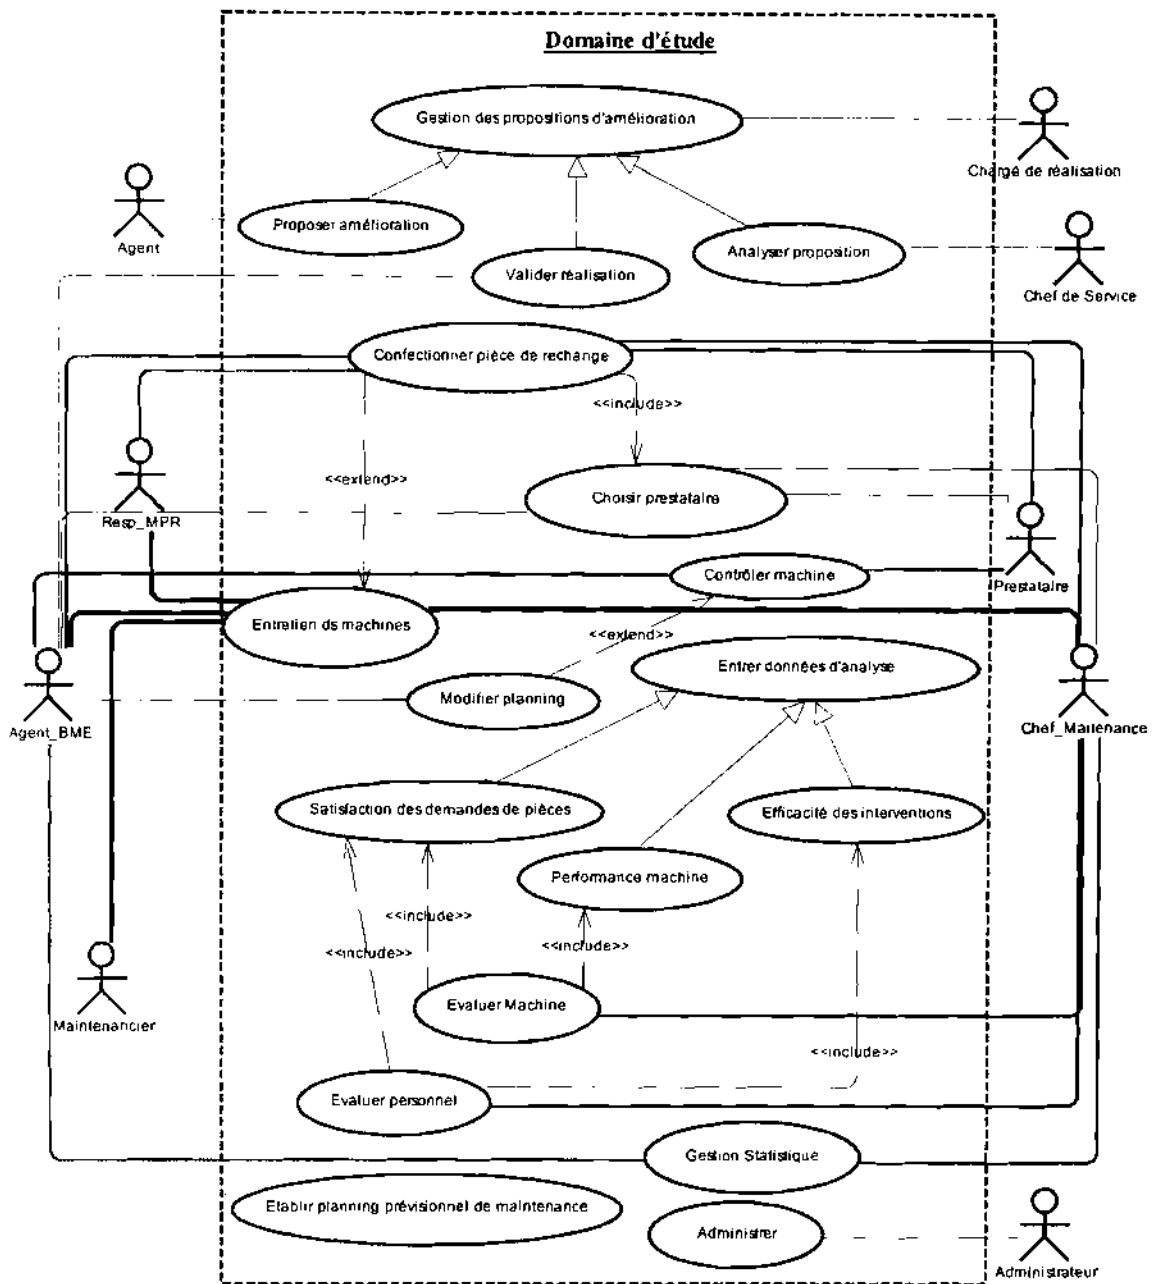 Domaine d'étude
Gestion des propositions d'amélioration
Chargé de réalisation
Proposer amélioration
Agent
Analyser proposition
Valider réalisation
Chef de Service
Confectionner pièce de rechange
<<include>>
<<extend>>
Choisir prestataire
Resp_MPR
Contrôler machine
Prestataire
Entretien ds machines
<<extend>>
Entrer données d'analyse
Modifier planning
Agent_BME
Chef_Maitenance
Satisfaction des demandes de pièces
Efficacité des interventions
Performance machine
<<include>>
<<include>>
<<include>>
Evaluer Machine
Maintenancier
<<include>>
Evaluer personnel
Gestion Statistique
Etablir planning prévisionnel de maintenance
Administrer
Administrateur